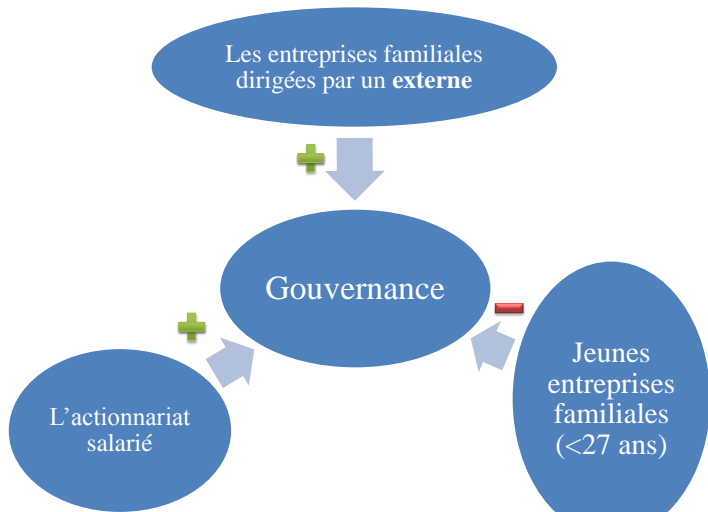 Les entreprises familiales
dirigées par un externe
Gouvernance
L'actionnariat
salarié
Jeunes
entreprises
familiales
(<27 ans)